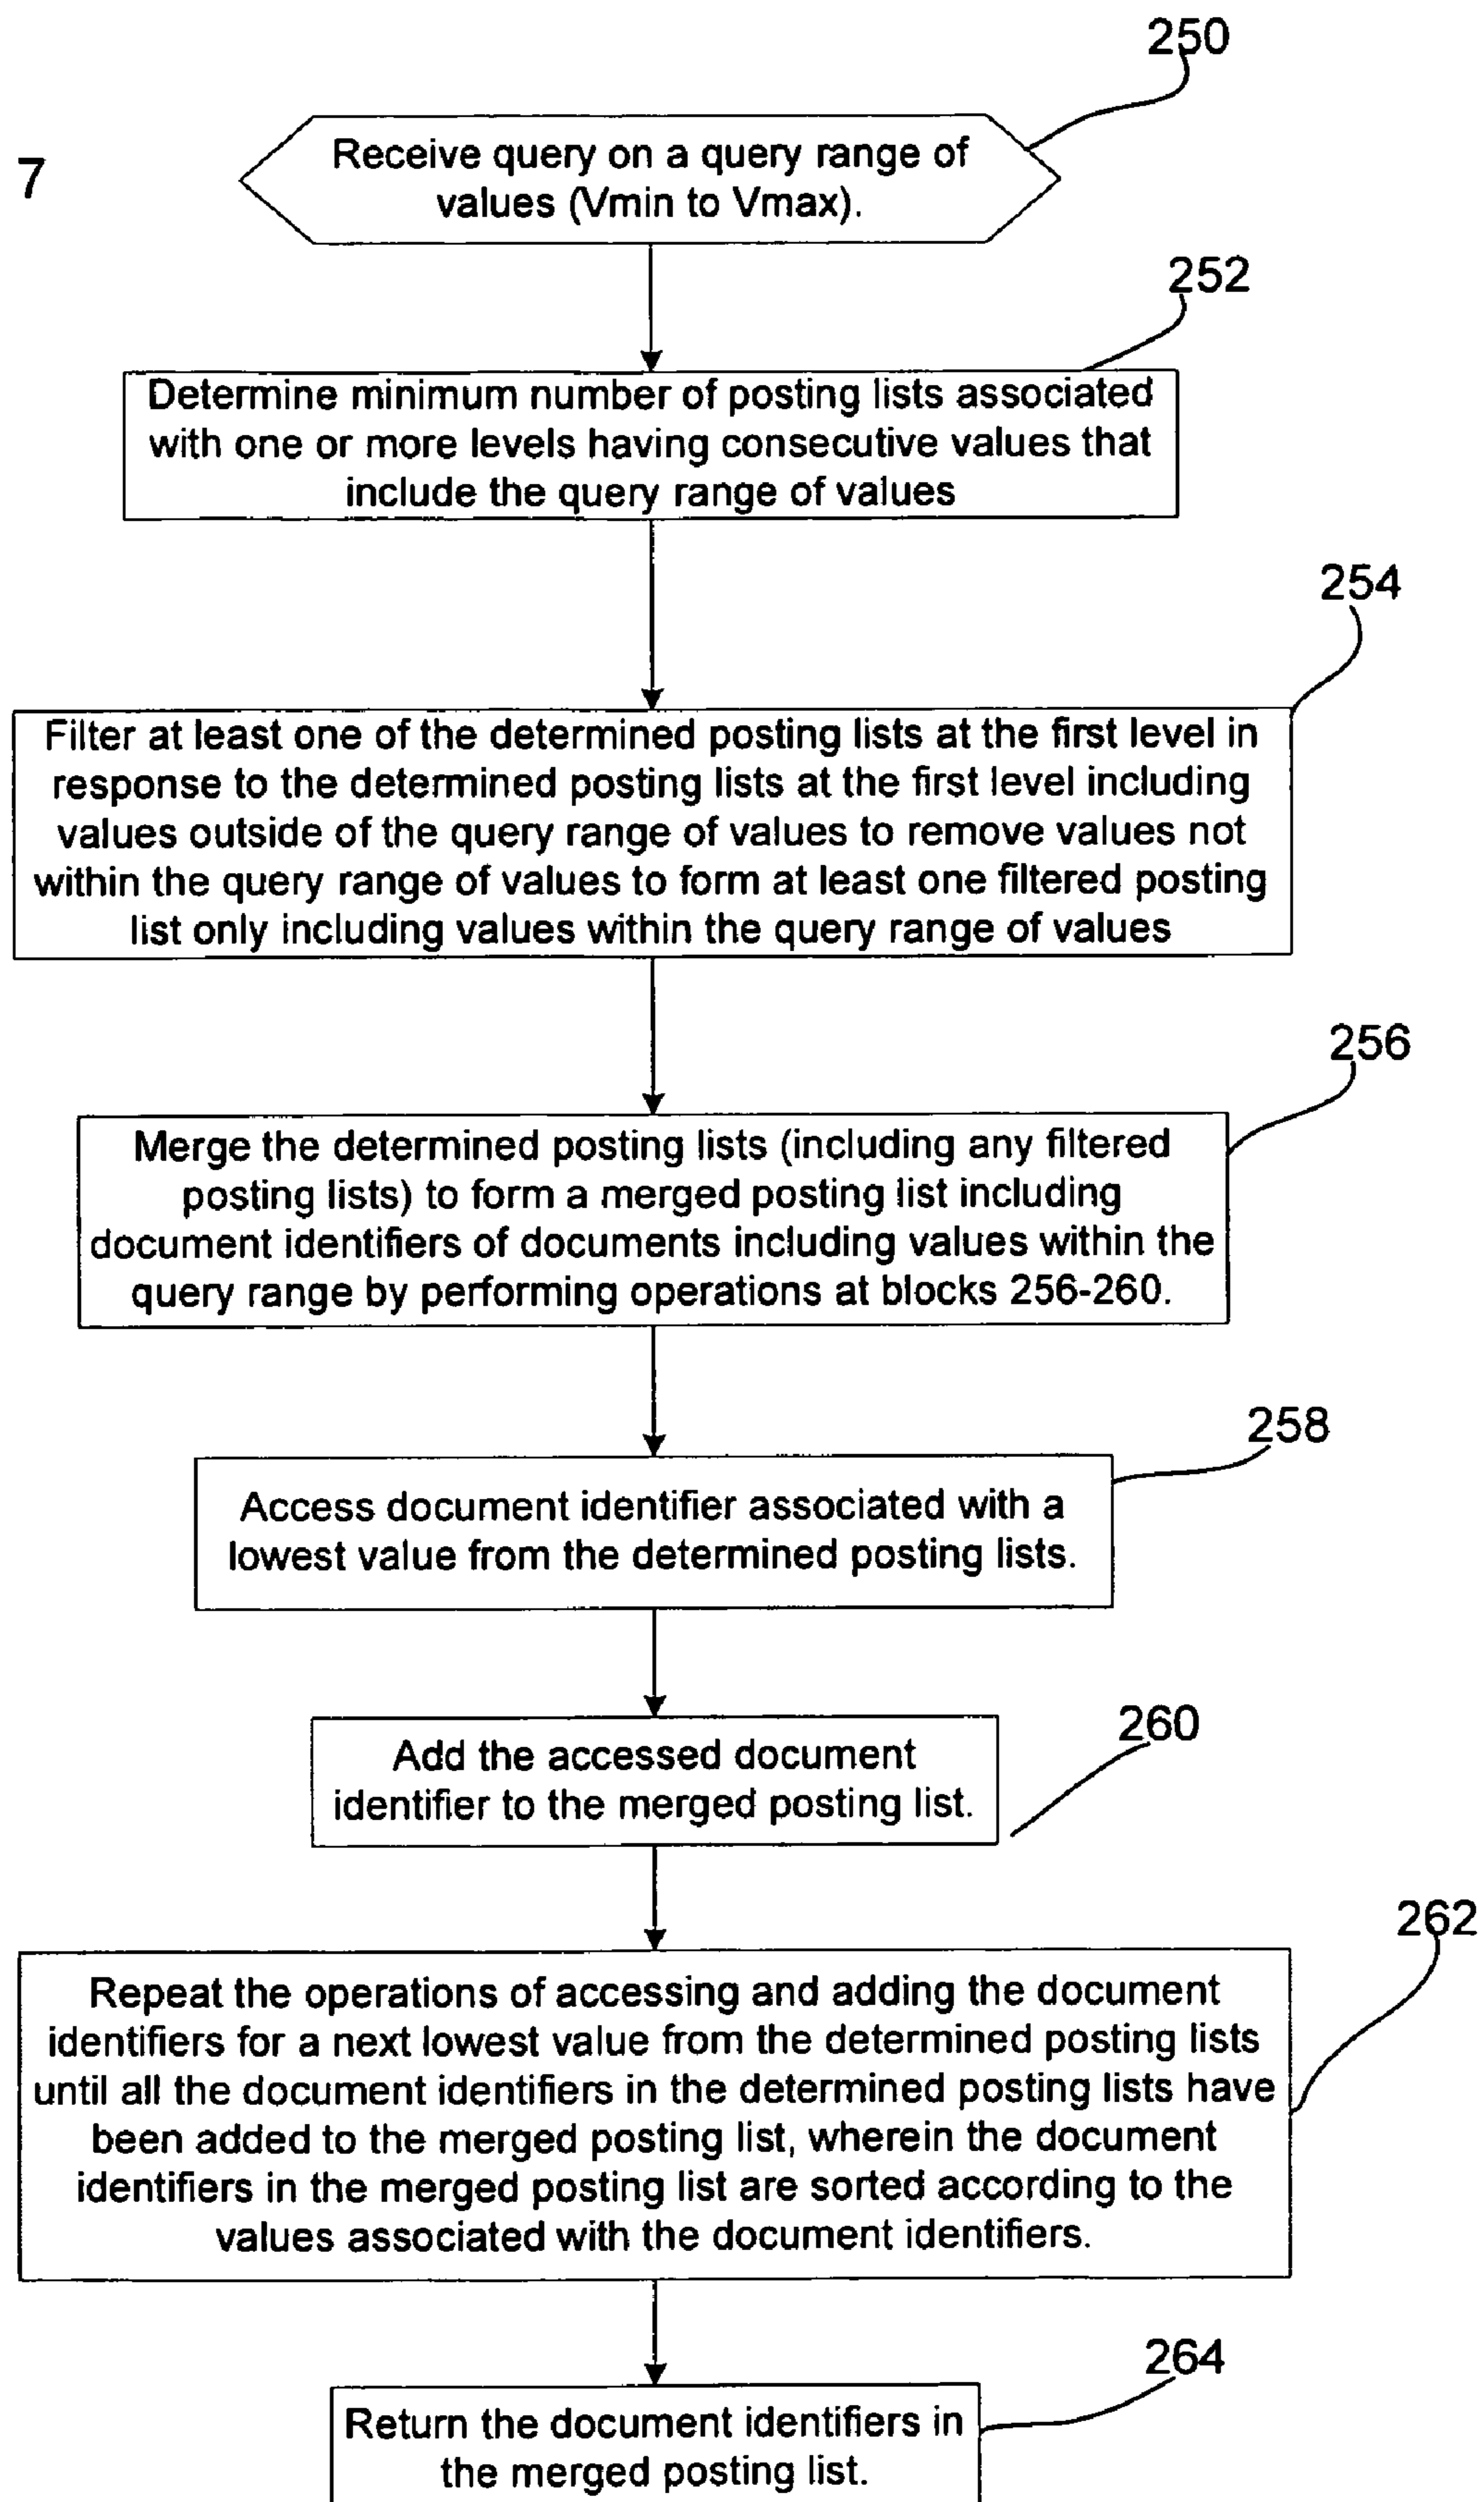 250
7
Receive query on a query range of
values (Vmin to Vmax).
252
Determine minimum number of posting lists associated
with one or more levels having consecutive values that
include the query range of values
254
Filter at least one of the determined posting lists at the first level in
response to the determined posting lists at the first level including
values outside of the query range of values to remove values not
within the query range of values to form at least one filtered posting
list only including values within the query range of values
256
Merge the determined posting lists (including any filtered
posting lists) to form a merged posting list including
document identifiers of documents including values within the
query range by performing operations at blocks 256-260.
258
Access document identifier associated with a
lowest value from the determined posting lists.
260
Add the accessed document
identifier to the merged posting list.
262
Repeat the operations of accessing and adding the document
identifiers for a next lowest value from the determined posting lists
until all the document identifiers in the determined posting lists have
been added to the merged posting list, wherein the document
identifiers in the merged posting list are sorted according to the
values associated with the document identifiers.
264
Return the document identifiers in
the merged posting list.